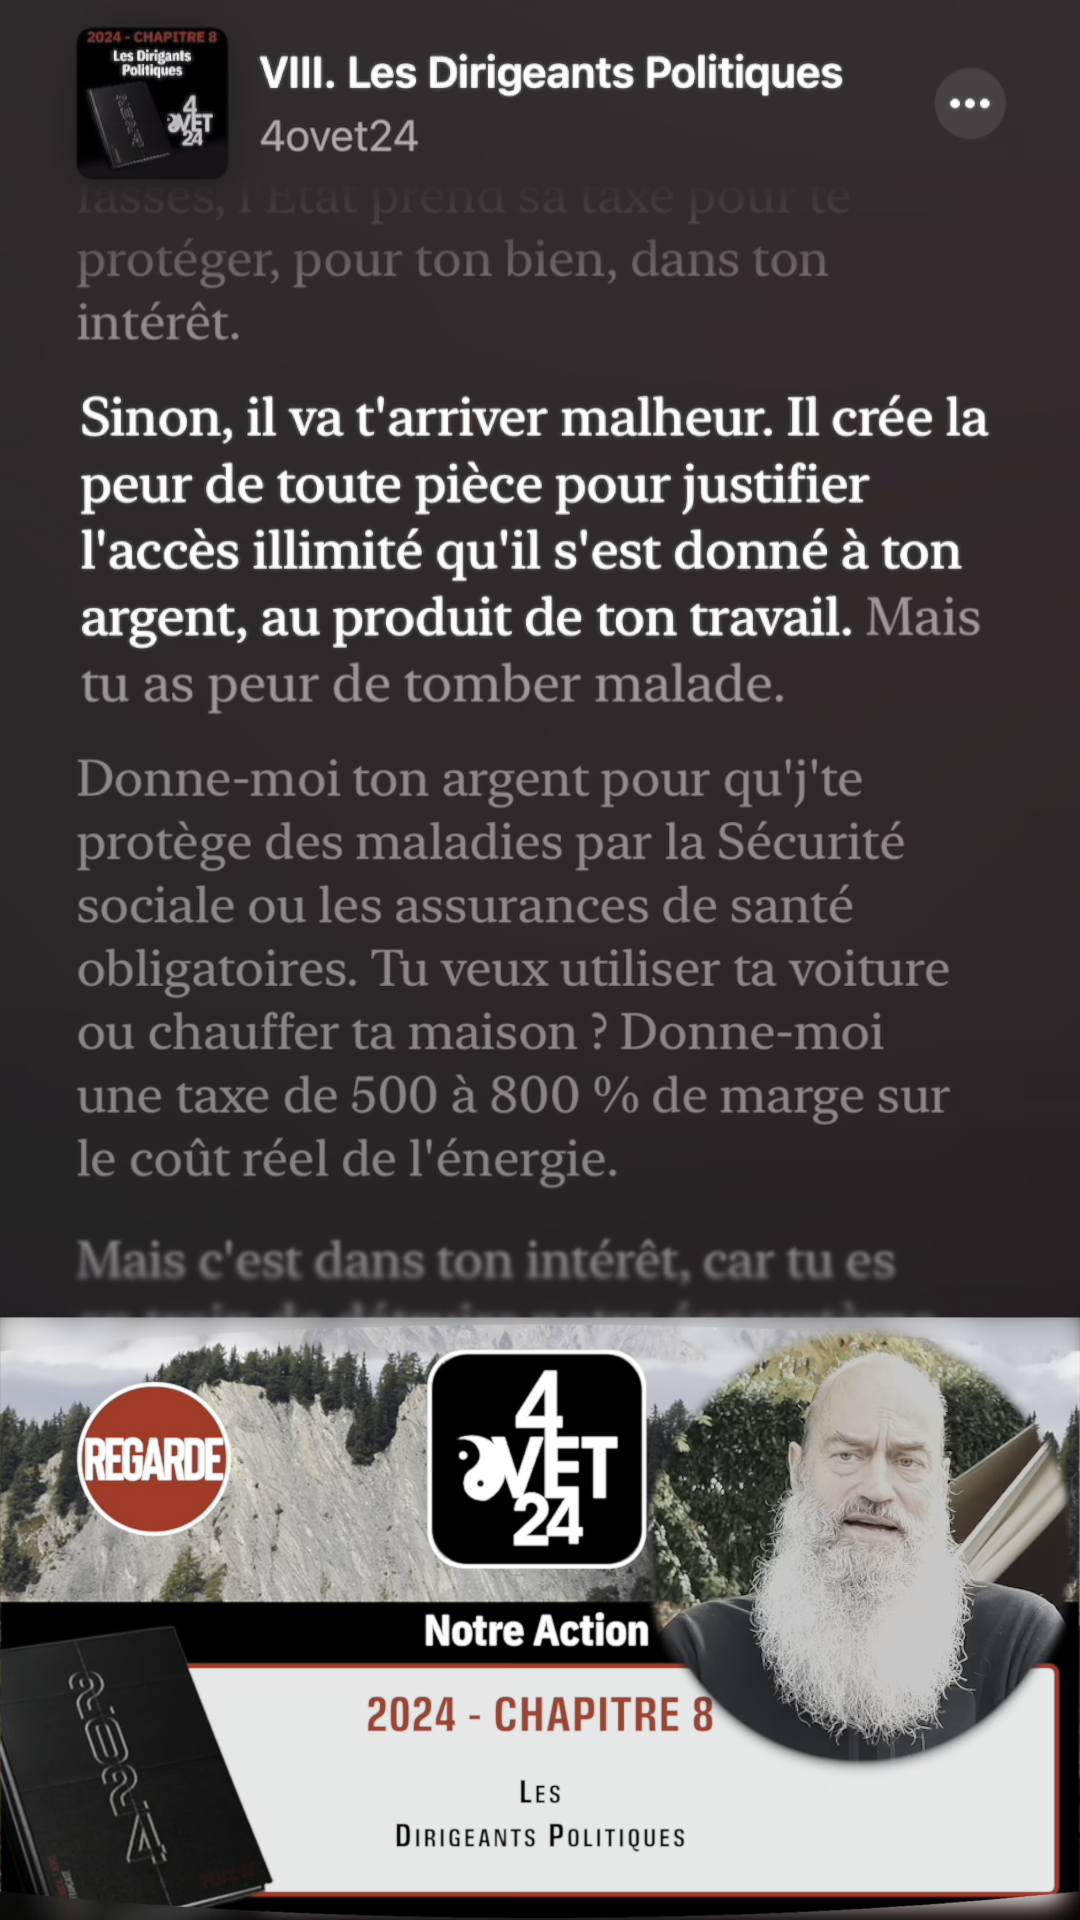 2024 - CHAPITRE 8
Les Dirigants
Politiques
4
OVET
24
VIII. Les Dirigeants Politiques
4ovet24
fasses, l'État prend sa taxe pour te
protéger, pour ton bien, dans ton
intérêt.
Sinon, il va t'arriver malheur. Il crée la
peur de toute pièce pour justifier
l'accès illimité qu'il s'est donné à ton
argent, au produit de ton travail. Mais
tu as peur de tomber malade.
Donne-moi ton argent pour qu'j'te
protège des maladies par la Sécurité
sociale ou les assurances de santé
obligatoires. Tu veux utiliser ta voiture
ou chauffer ta maison ? Donne-moi
une taxe de 500 à 800 % de marge sur
le coût réel de l'énergie.
Mais c'est dans ton intérêt, car tu es
REGARDE
4
OVET
24
Notre Action
2024 - CHAPITRE 8
Les
Dirigeants Politiques
2024